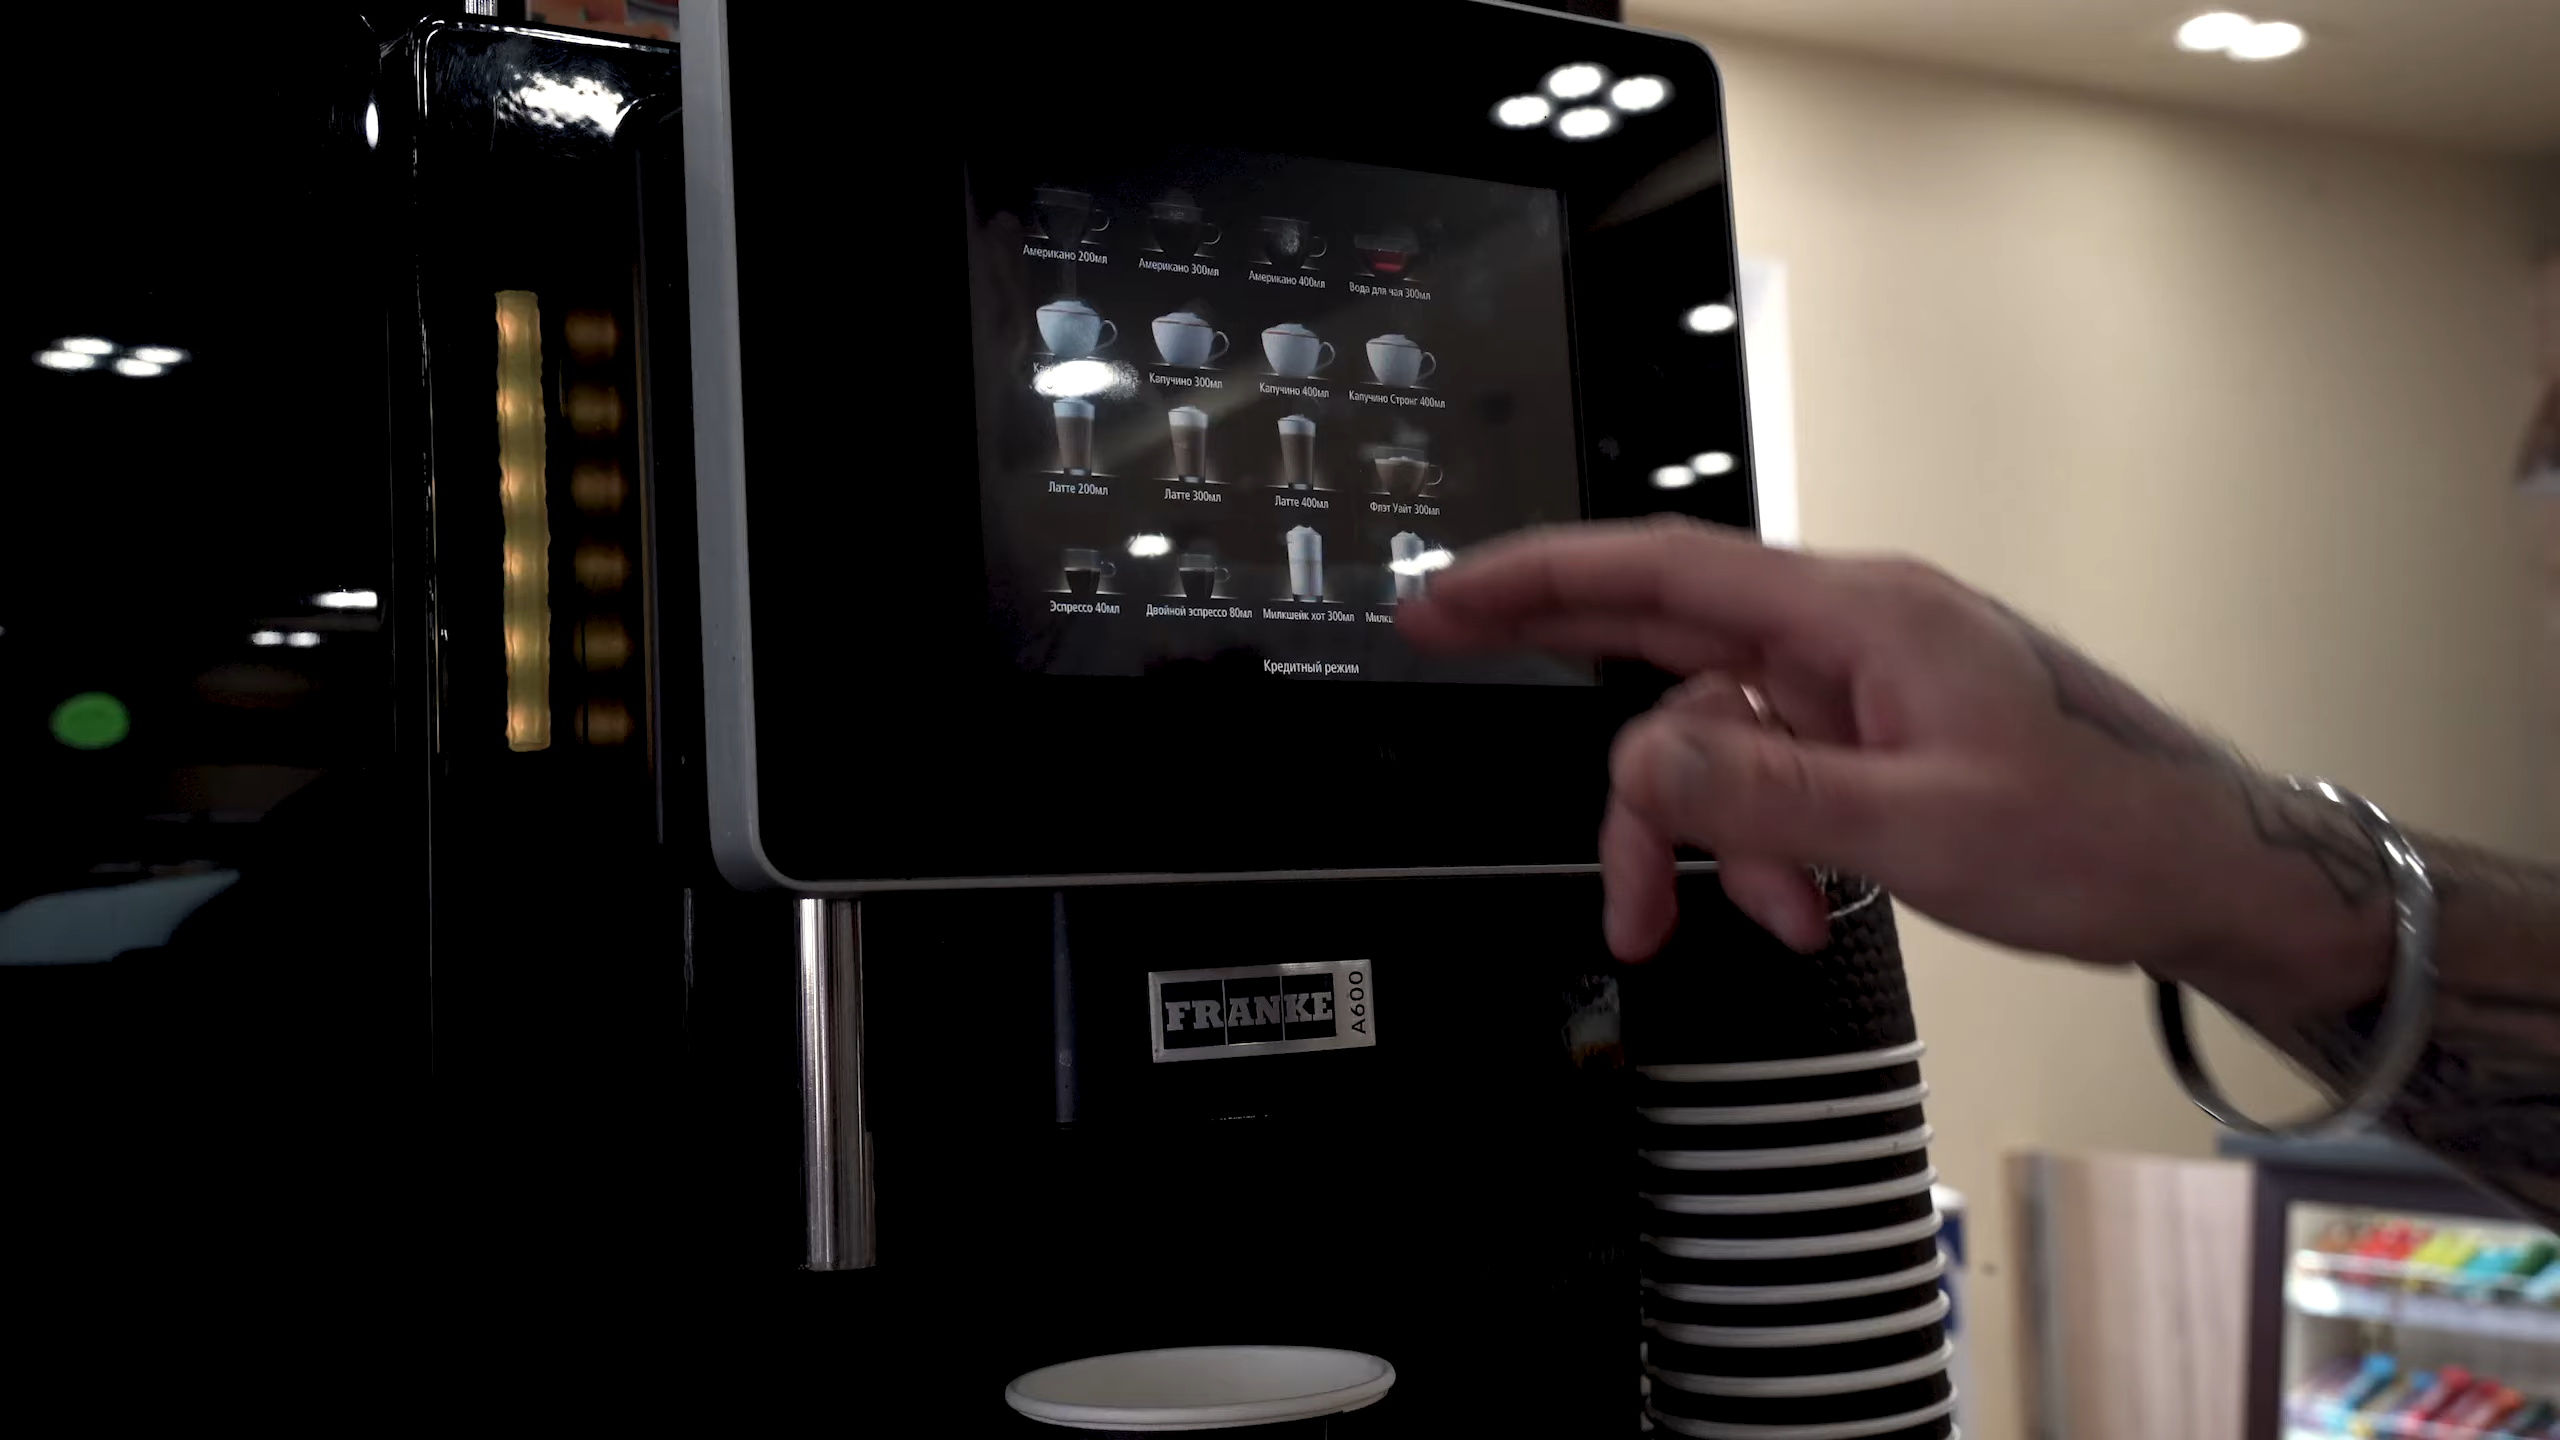 Американо 200мл
Американо 300мл
Американо 400мл
Вода для чая 300мл
Капучино 300мл
Капучино 400мл
Капучино Стронг 400мл
Латте 200мл
Латте 300мл
Латте 400мл
Флэт Уайт 300мл
Эспрессо 40мл
Двойной эспрессо 80мл
Милкшейк хот 300мл
Кредитный режим
FRANKE
A600